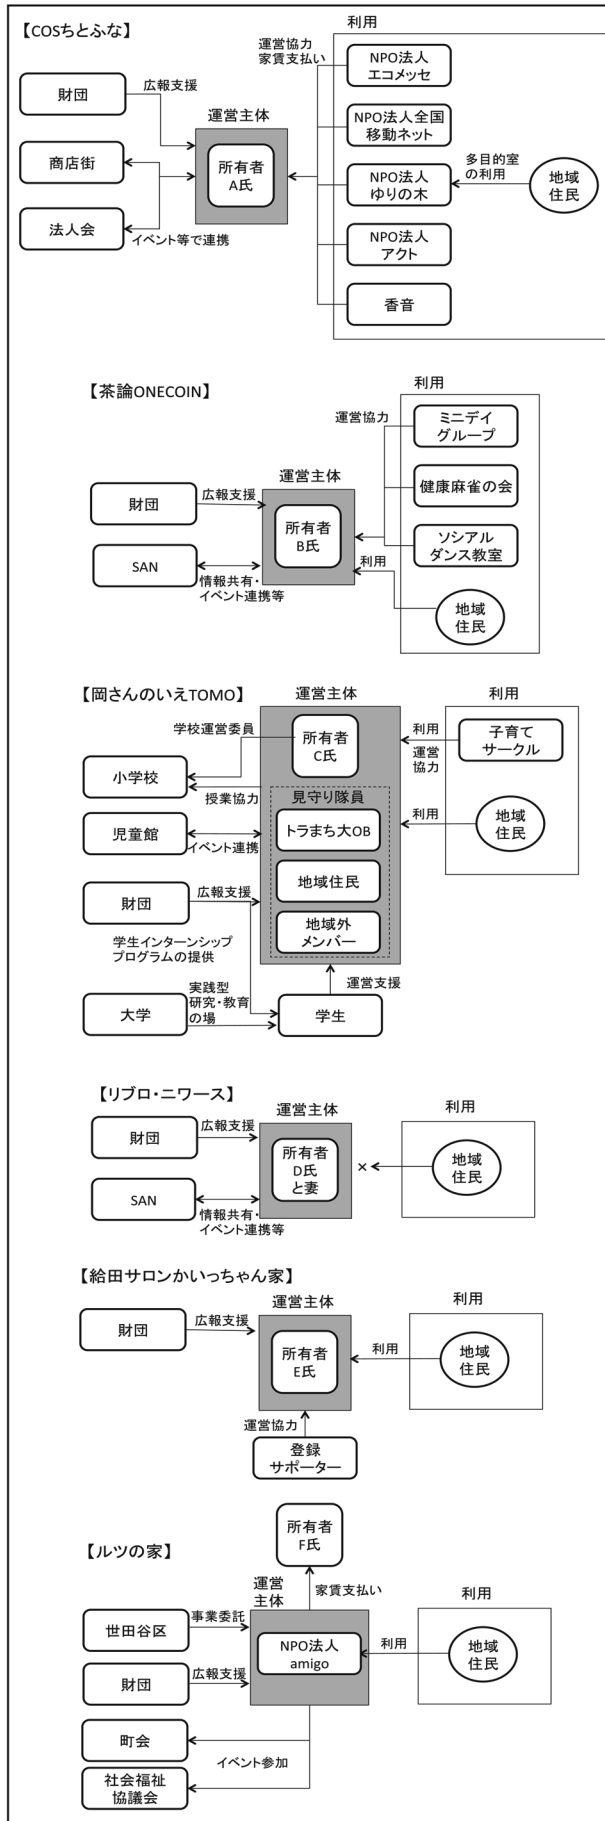 【COSちとふな】
利用
運営協力
家賃支払い
NPO法人
エコメッセ
財団
広報支援
運営主体
NPO法人全国
移動ネット
商店街
所有者
A氏
NPO法人
ゆりの木
多目的室
の利用
地域
住民
法人会
イベント等で連携
NPO法人
アクト
香音
【茶論ONECOIN】
利用
運営協力
ミニデイ
グループ
運営主体
財団
広報支援
健康麻雀の会
所有者
B氏
ソシアル
ダンス教室
SAN
情報共有・
イベント連携等
利用
地域
住民
【岡さんのいえTOMO】
運営主体
利用
学校運営委員
所有者
C氏
利用
運営
協力
子育て
サークル
小学校
授業協力
見守り隊員
児童館
イベント連携
トラまち大OB
利用
地域
住民
地域住民
財団
広報支援
地域外
メンバー
学生インターンシップ
プログラムの提供
運営支援
大学
実践型
研究・教育
の場
学生
【リブロ・ニワース】
運営主体
利用
財団
広報支援
所有者
D氏
と妻
×
地域
住民
SAN
情報共有・
イベント連携等
【給田サロンかいっちゃん家】
運営主体
利用
財団
広報支援
所有者
E氏
利用
地域
住民
運営協力
登録
サポーター
【ルツの家】
所有者
F氏
運営
主体
家賃支払い
利用
世田谷区
事業委託
NPO法人
amigo
利用
地域
住民
財団
広報支援
町会
イベント参加
社会福祉
協議会